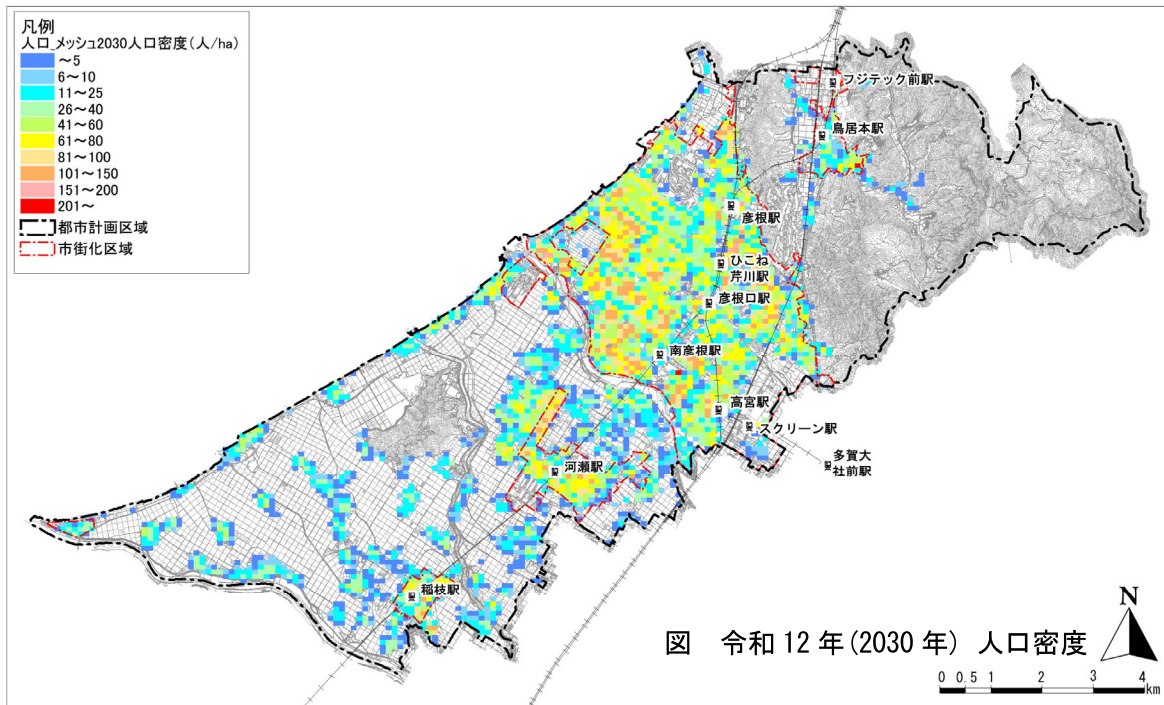 凡例
人口_メッシュ2030人口密度(人/ha)
～5
6～10
11～25
26～40
41～60
61～80
81～100
101～150
151～200
201～
都市計画区域
市街化区域
フジテック前駅
鳥居本駅
彦根駅
ひこね
芹川駅
彦根口駅
南彦根駅
高宮駅
スクリーン駅
多賀大
社前駅
河瀬駅
稲枝駅
図 令和12年(2030年) 人口密度
N
0 0.5 1 2 3 4
km